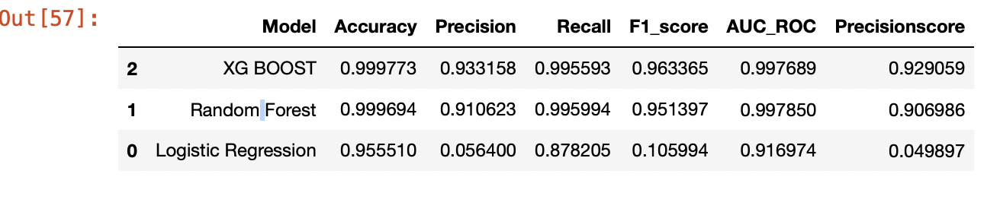 Out[57]:
Model Accuracy Precision Recall F1_score AUC_ROC Precisionscore
2 XG BOOST 0.999773 0.933158 0.995593 0.963365 0.997689 0.929059
1 Random Forest 0.999694 0.910623 0.995994 0.951397 0.997850 0.906986
0 Logistic Regression 0.955510 0.056400 0.878205 0.105994 0.916974 0.049897